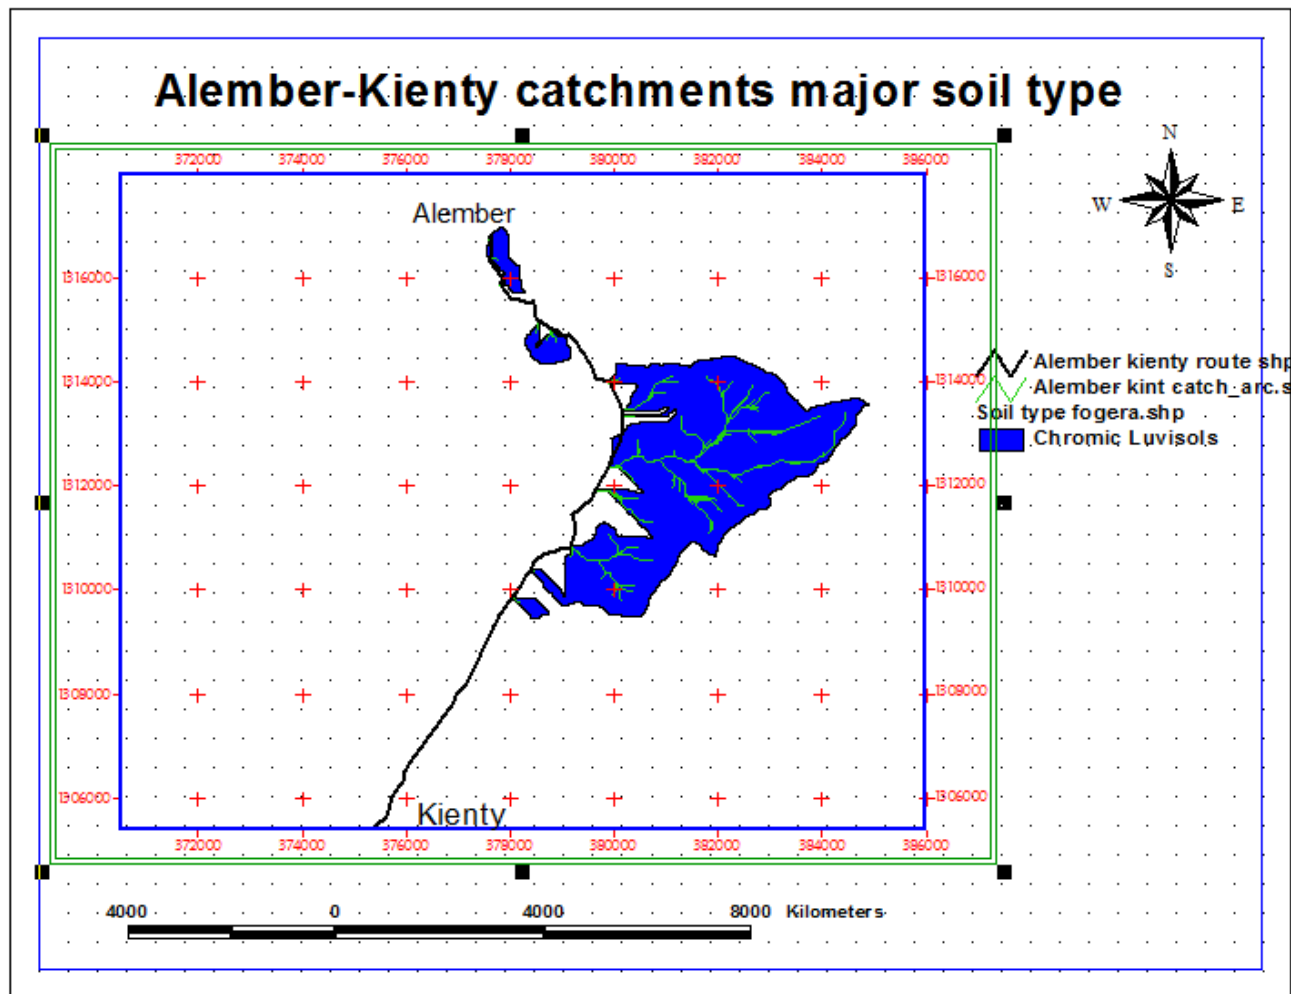 Alember-Kienty catchments major soil type
372000 374000 376000 378000 380000 382000 384000 386000
N
W E
S
Alember
1316000 1316000
Alember kienty route shp
1314000 1314000
Alember kint catch_arc.s
Soil type fogera.shp
Chromic Luvisols
1312000 1312000
1310000 1310000
1308000 1308000
1306000 1306000
Kienty
372000 374000 376000 378000 380000 382000 384000 386000
4000 0 4000 8000 Kilometers